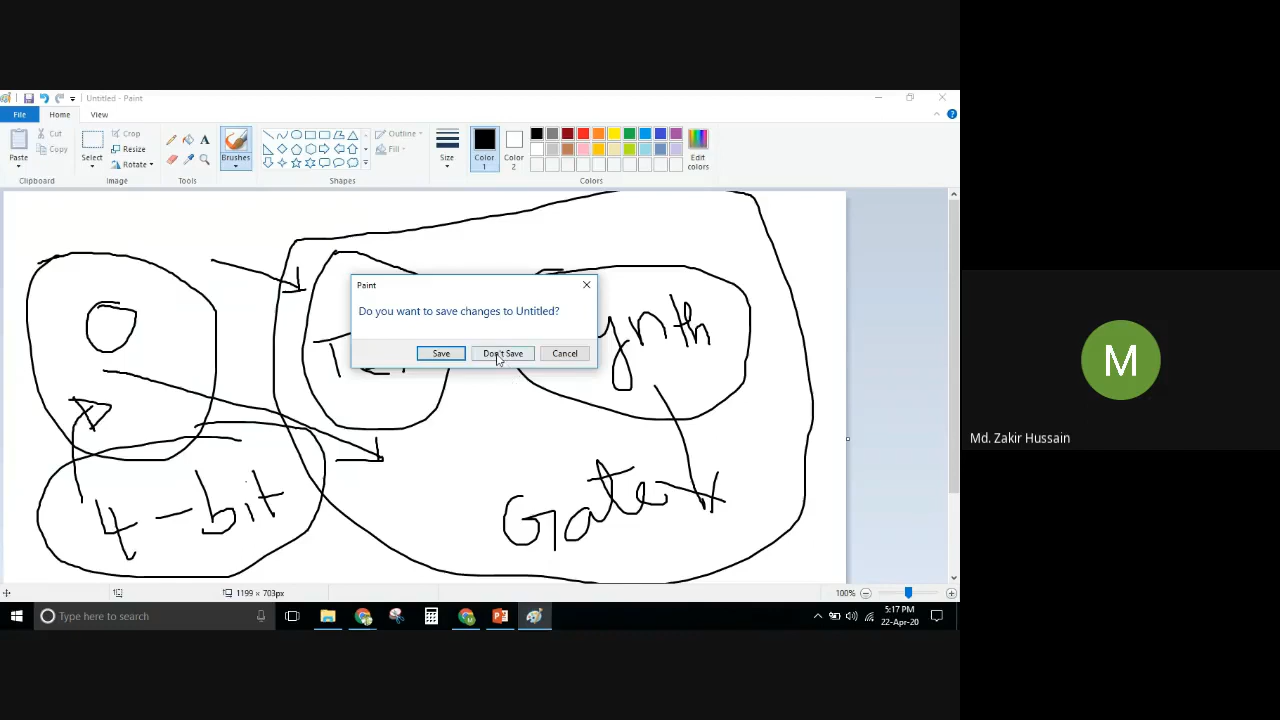 Untitled - Paint
File Home View
Paste
Cut
Copy
Clipboard
Select
Crop
Resize
Rotate
Image
Tools
Brushes
Shapes
Outline
Fill
Size
Color 1
Color 2
Edit colors
Colors
Paint
Do you want to save changes to Untitled?
Save Don't Save Cancel
ynth
4-bit
Gate
1199 × 703px
100%
Type here to search
5:17 PM
22-Apr-20
M
Md. Zakir Hussain